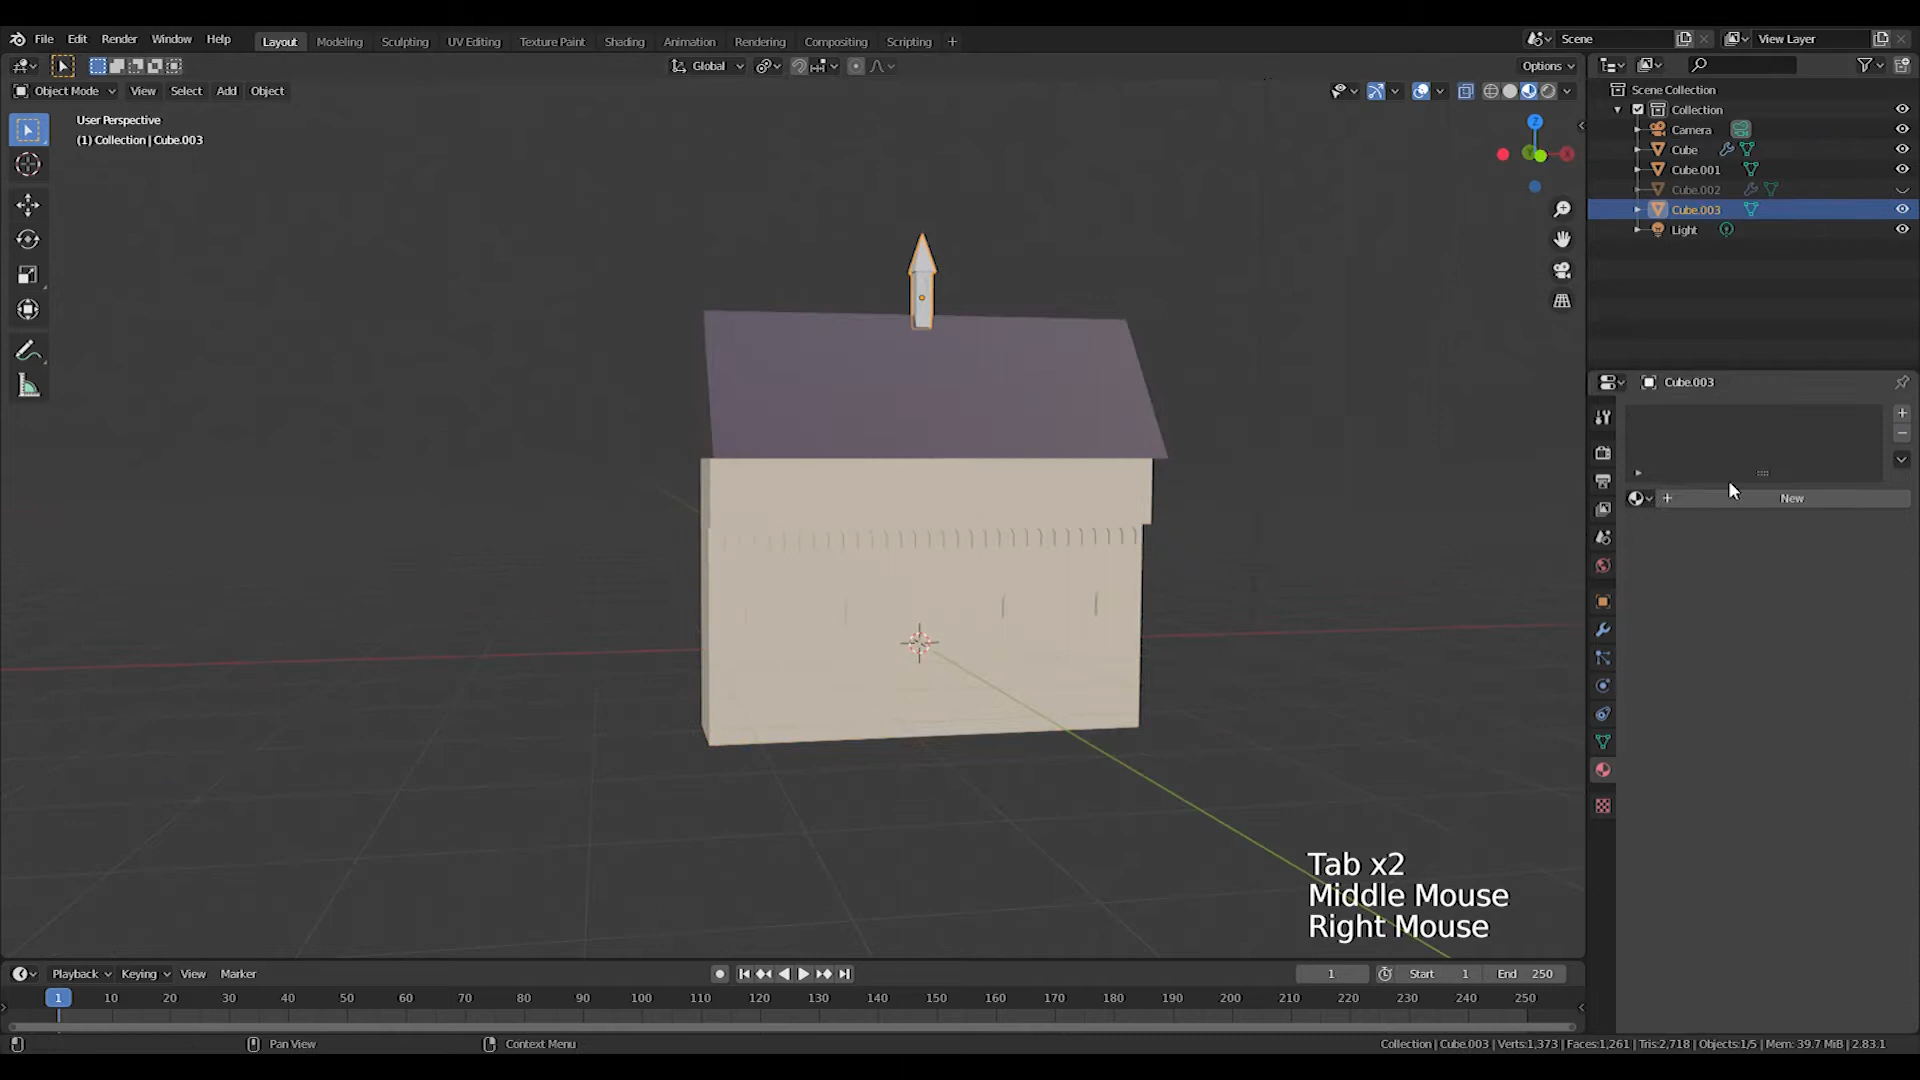 File Edit Render Window Help
Layout Modeling Sculpting UV Editing Texture Paint Shading Animation Rendering Compositing Scripting +
Scene
View Layer
Global
Options
Object Mode View Select Add Object
User Perspective
(1) Collection | Cube.003
Z
Scene Collection
Collection
Camera
Cube
Cube.001
Cube.002
Cube.003
Light
Cube.003
New
Tab x2
Middle Mouse
Right Mouse
Playback Keying View Marker
1
Start 1
End 250
1 10 20 30 40 50 60 70 80 90 100 110 120 130 140 150 160 170 180 190 200 210 220 230 240 250
Pan View
Context Menu
Collection | Cube.003 | Verts:1,373 | Faces:1,261 | Tris:2,718 | Objects:1/5 | Mem: 39.7 MiB | 2.83.1